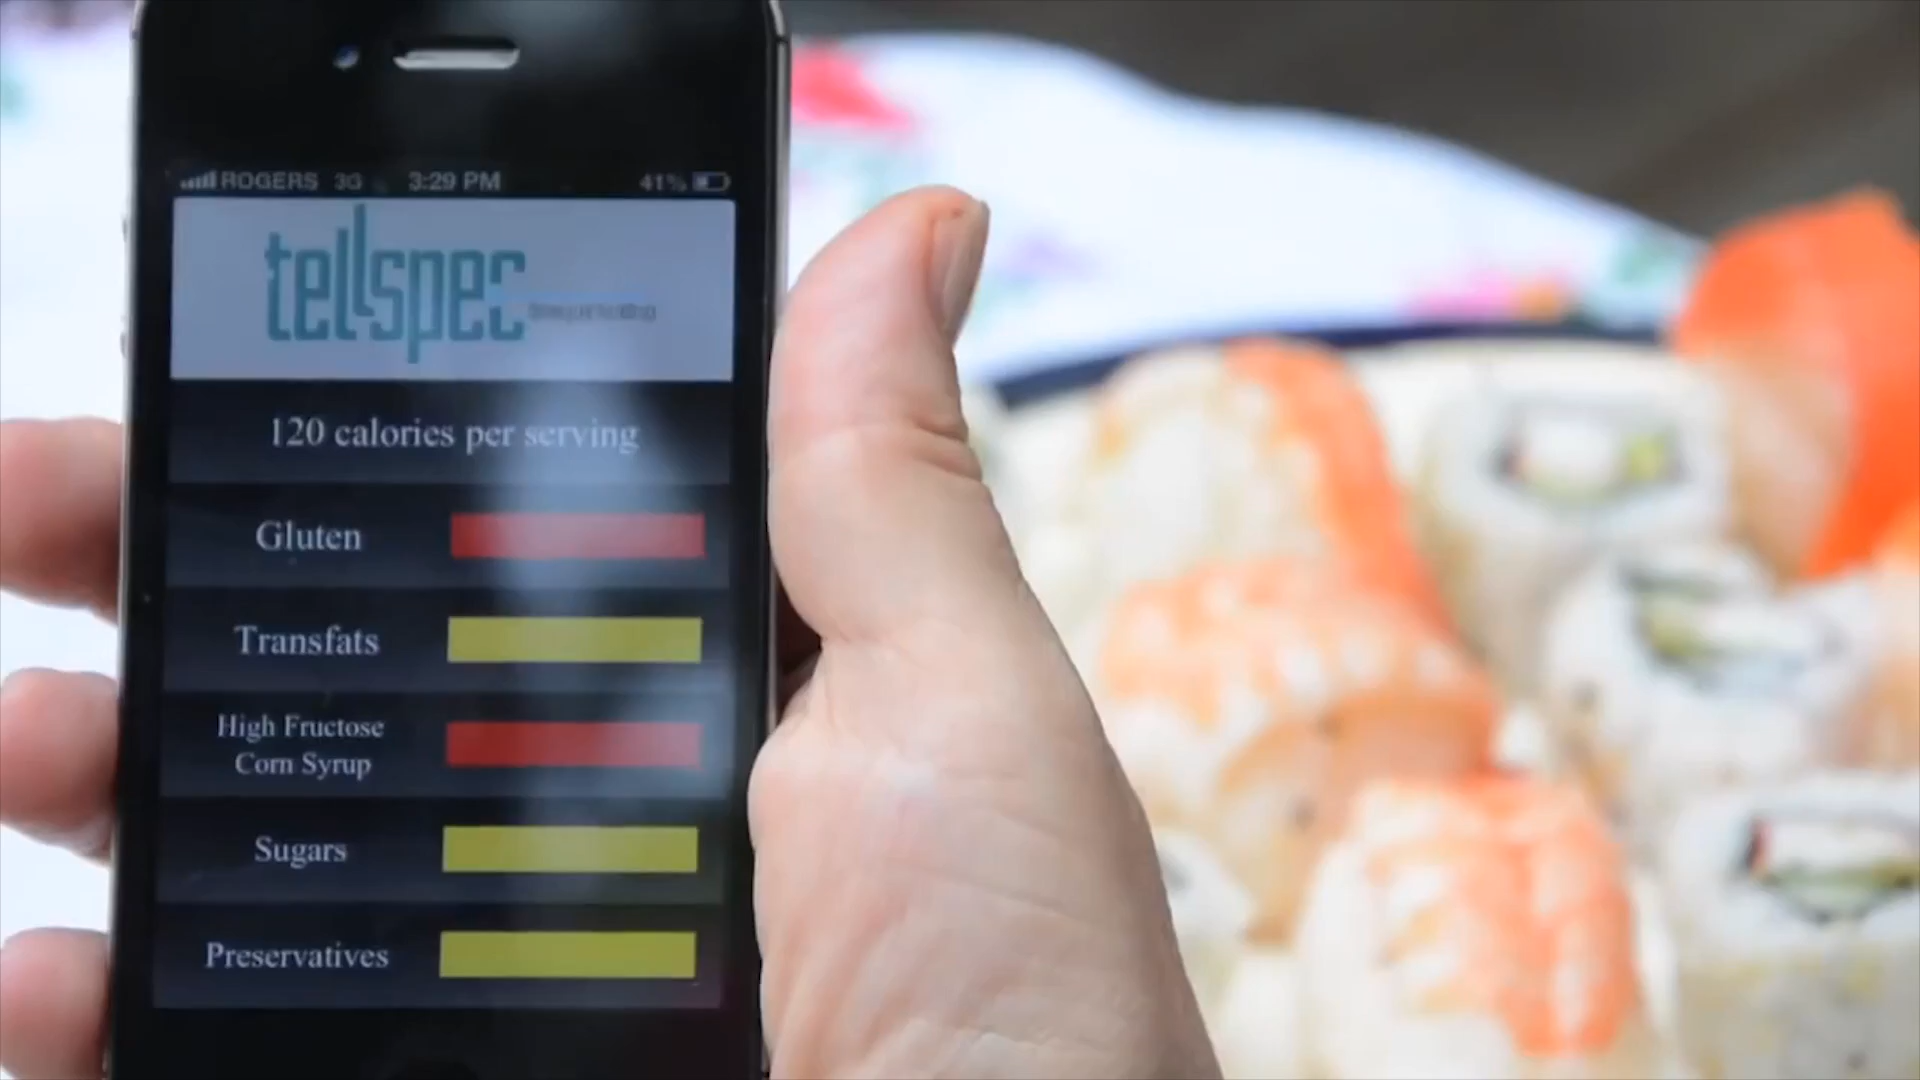 ROGERS 3G 3:29 PM 41%
tellspec
120 calories per serving
Gluten
Transfats
High Fructose
Corn Syrup
Sugars
Preservatives